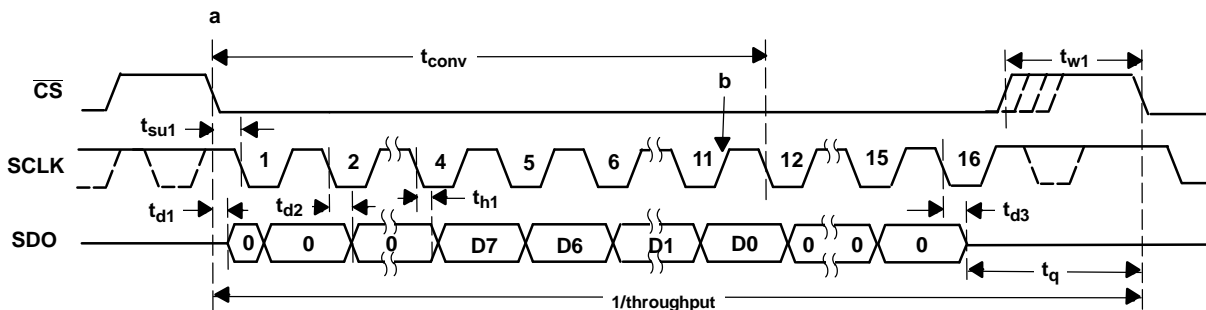 a
tconv
tw1
CS
b
tsu1
SCLK
1 2 4 5 6 11 12 15 16
td1
td2
th1
td3
SDO
0 0 0 D7 D6 D1 D0 0 0 0
tq
1/throughput